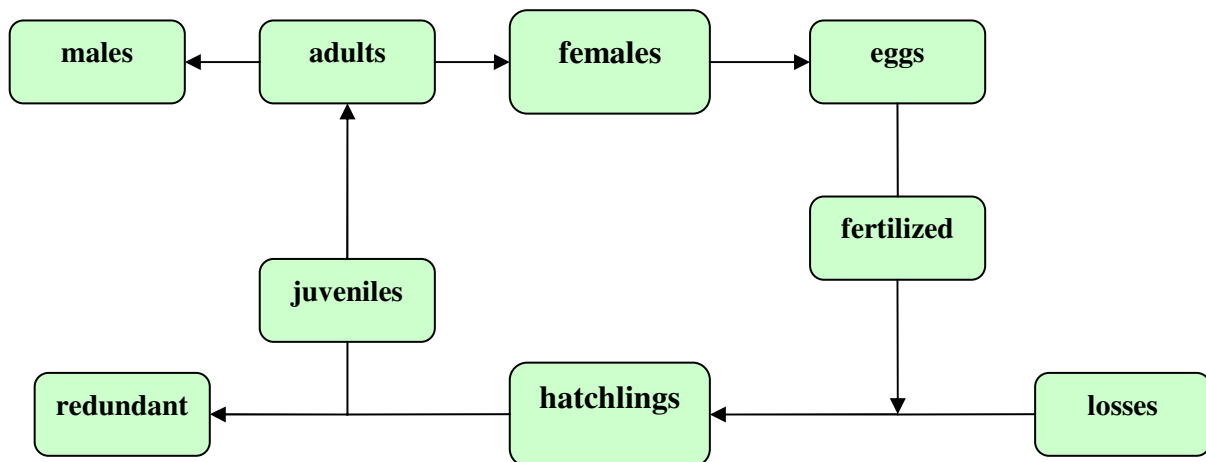 males
adults
females
eggs
fertilized
juveniles
redundant
hatchlings
losses